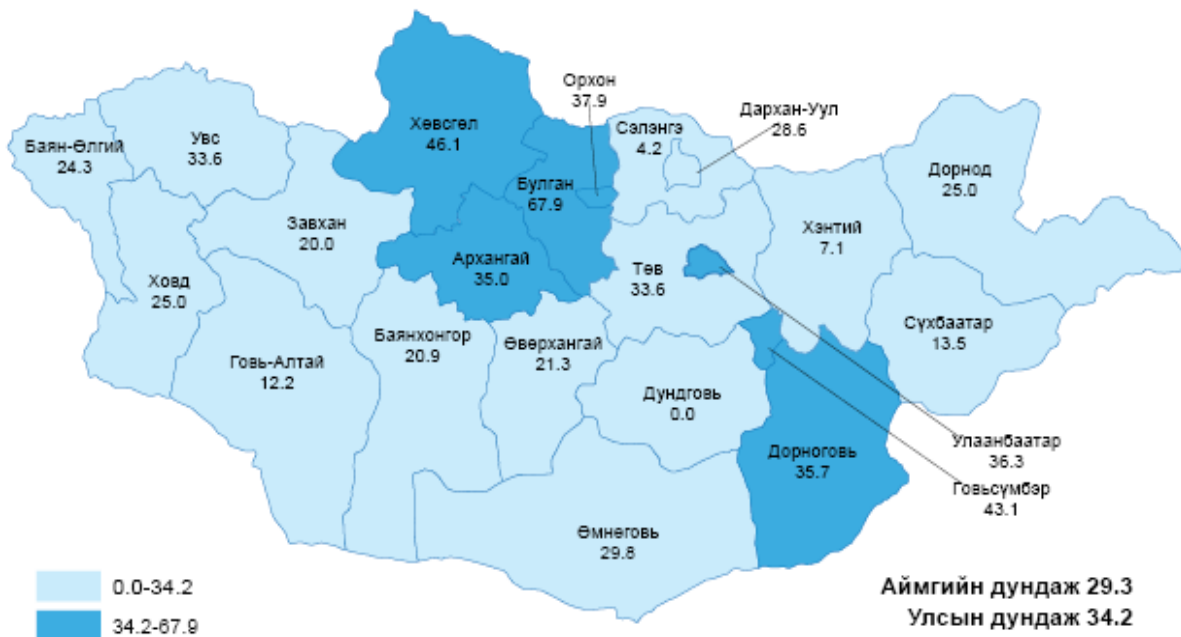 Орхон
37.9
Дархан-Уул
28.6
Хөвсгөл
46.1
Сэлэнгэ
4.2
Увс
33.6
Баян-Өлгий
24.3
Булган
67.9
Дорнод
25.0
Завхан
20.0
Хэнтий
7.1
Архангай
35.0
Төв
33.6
Ховд
25.0
Сүхбаатар
13.5
Баянхонгор
20.9
Өвөрхангай
21.3
Говь-Алтай
12.2
Дундговь
0.0
Улаанбаатар
36.3
Дорноговь
35.7
Говьсүмбэр
43.1
Өмнөговь
29.8
0.0-34.2
34.2-67.9
Аймгийн дундаж 29.3
Улсын дундаж 34.2